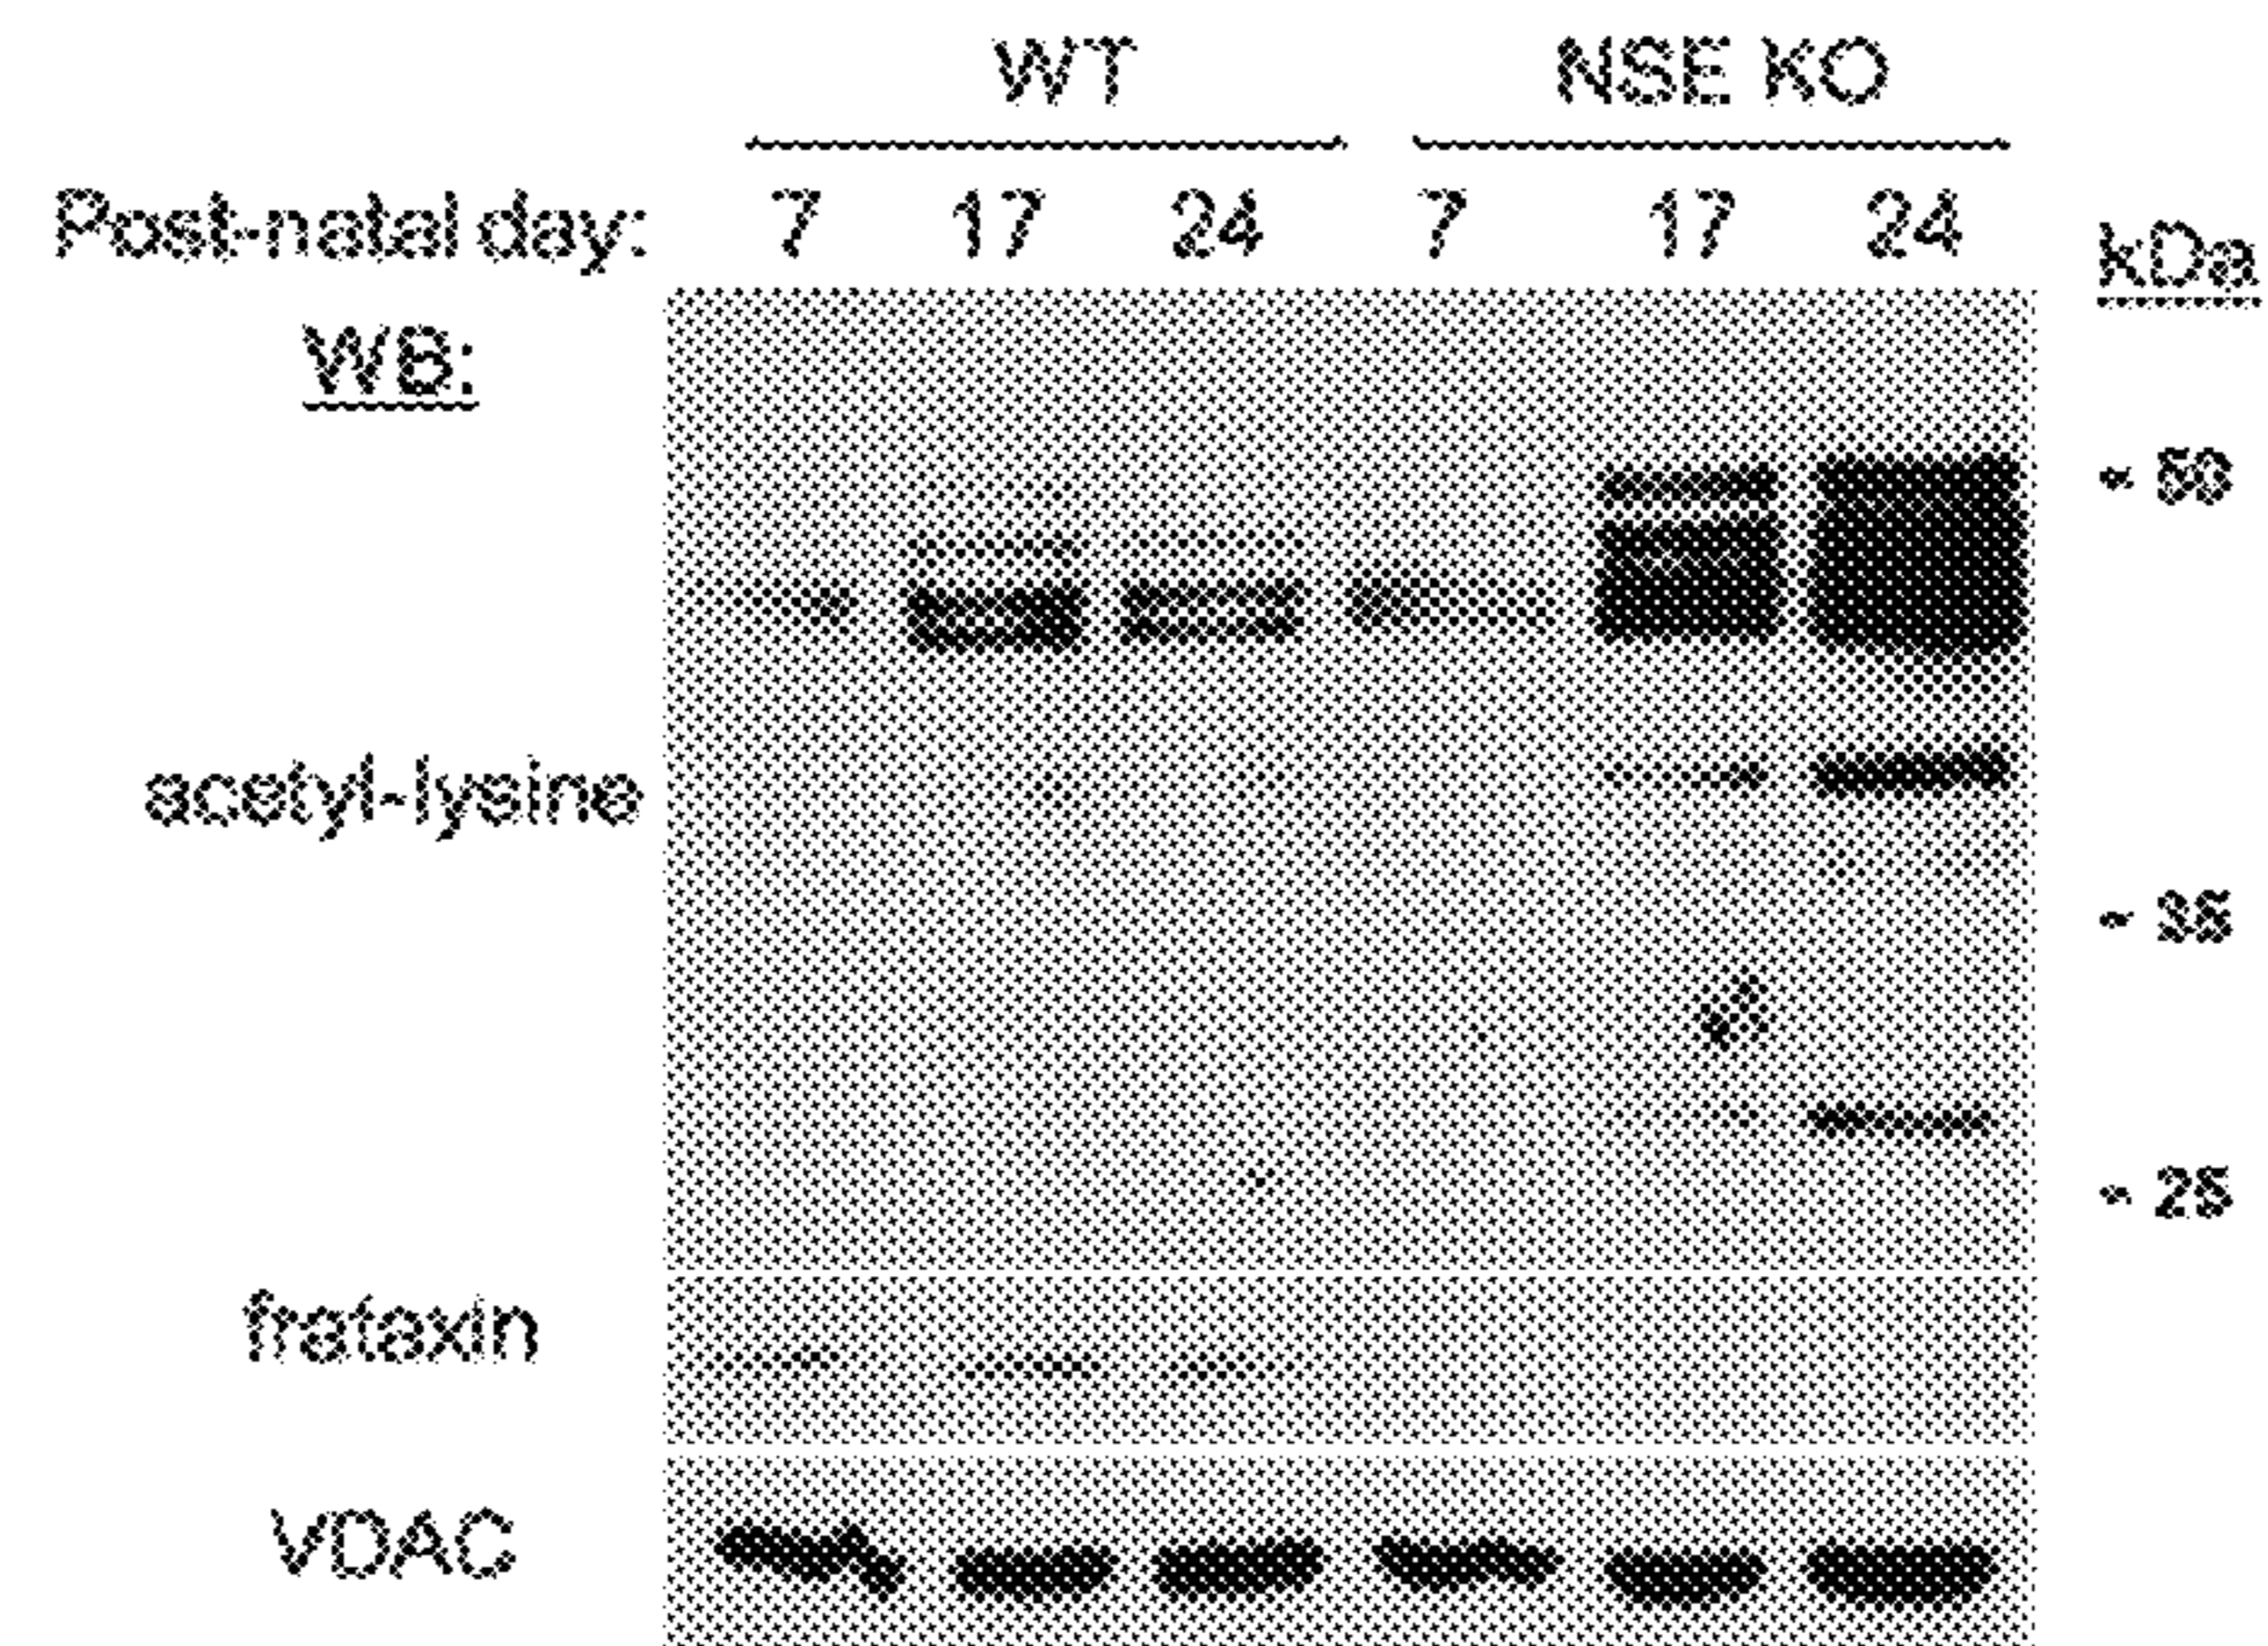 WT NSE KO
Post-natal day: 7 17 24 7 17 24 kDa
WB:
- 50
acetyl-lysine
- 35
- 25
frataxin
VDAC